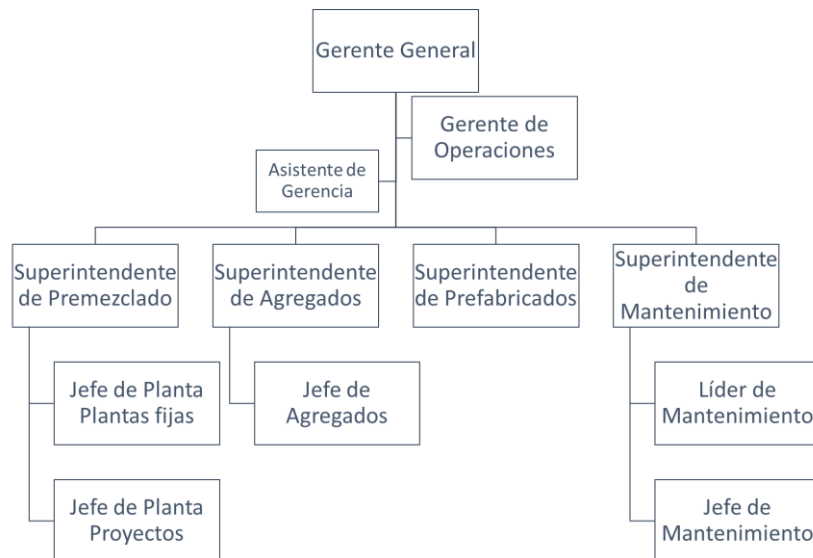 Gerente General
Gerente de
Operaciones
Asistente de
Gerencia
Superintendente
de Premezclado
Superintendente
de Agregados
Superintendente
de Prefabricados
Superintendente
de
Mantenimiento
Jefe de Planta
Plantas fijas
Jefe de
Agregados
Líder de
Mantenimiento
Jefe de Planta
Proyectos
Jefe de
Mantenimiento